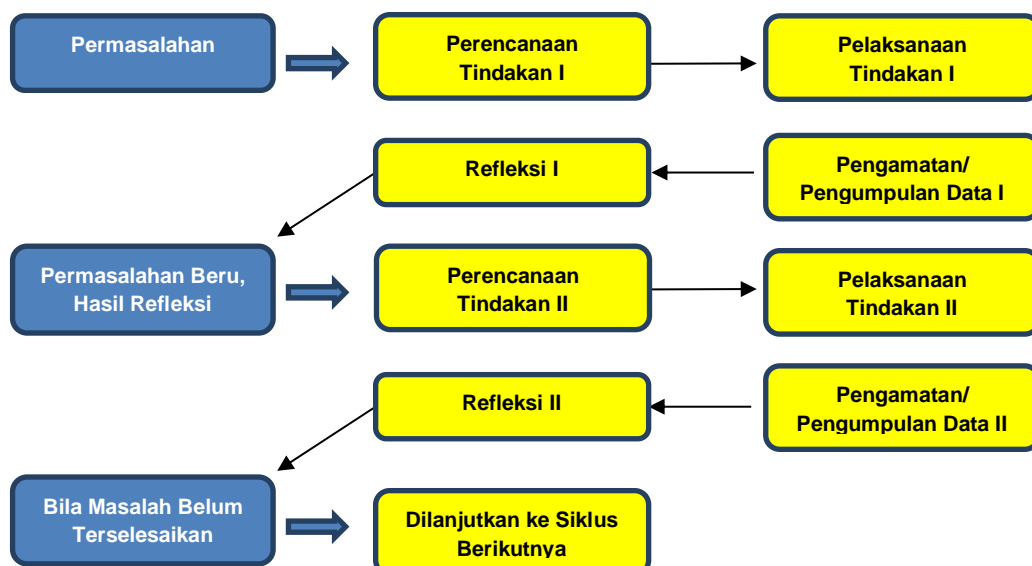 Permasalahan
Perencanaan
Tindakan I
Pelaksanaan
Tindakan I
Refleksi I
Pengamatan/
Pengumpulan Data I
Permasalahan Beru,
Hasil Refleksi
Perencanaan
Tindakan II
Pelaksanaan
Tindakan II
Refleksi II
Pengamatan/
Pengumpulan Data II
Bila Masalah Belum
Terselesaikan
Dilanjutkan ke Siklus
Berikutnya